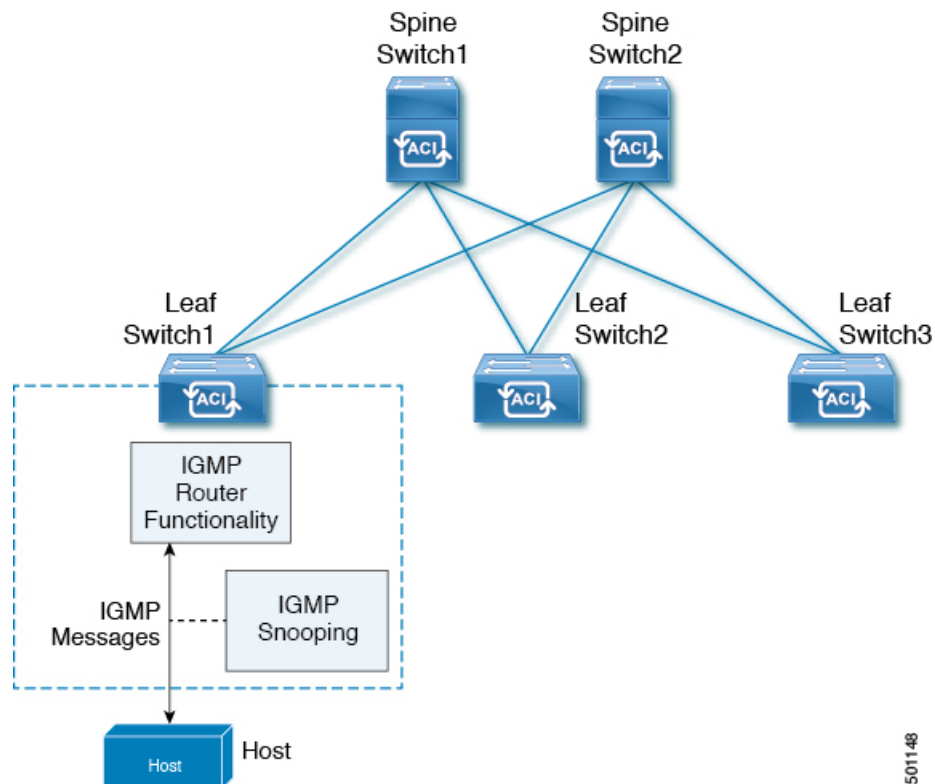 Spine
Switch1
Spine
Switch2
ACI
ACI
Leaf
Switch1
Leaf
Switch2
Leaf
Switch3
ACI
ACI
ACI
IGMP
Router
Functionality
IGMP
Messages
IGMP
Snooping
Host
Host
501148